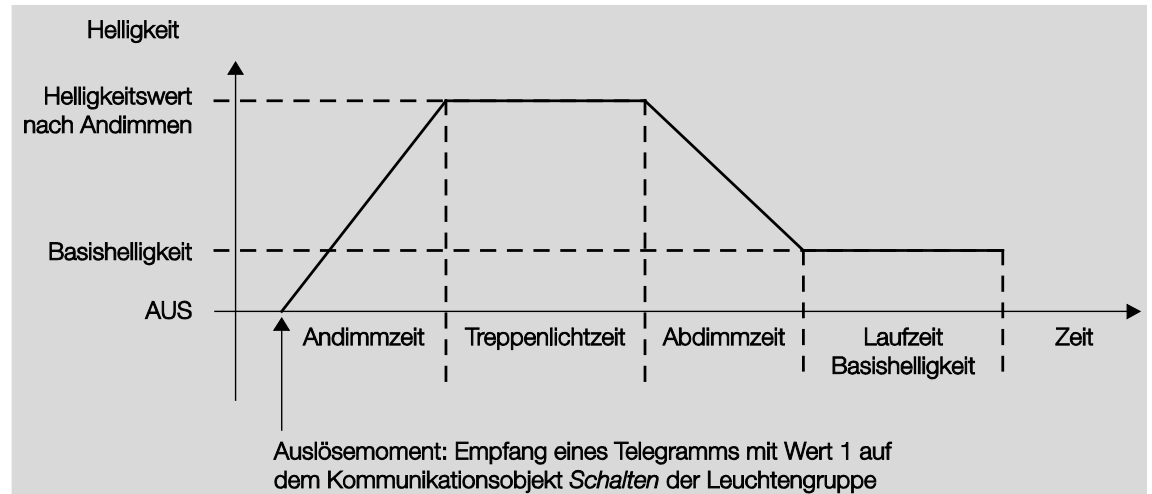 Helligkeit
Helligkeitswert
nach Andimmen
Basishelligkeit
AUS
Andimmzeit
Treppenlichtzeit
Abdimmzeit
Laufzeit
Basishelligkeit
Zeit
Auslösemoment: Empfang eines Telegramms mit Wert 1 auf
dem Kommunikationsobjekt Schalten der Leuchtengruppe